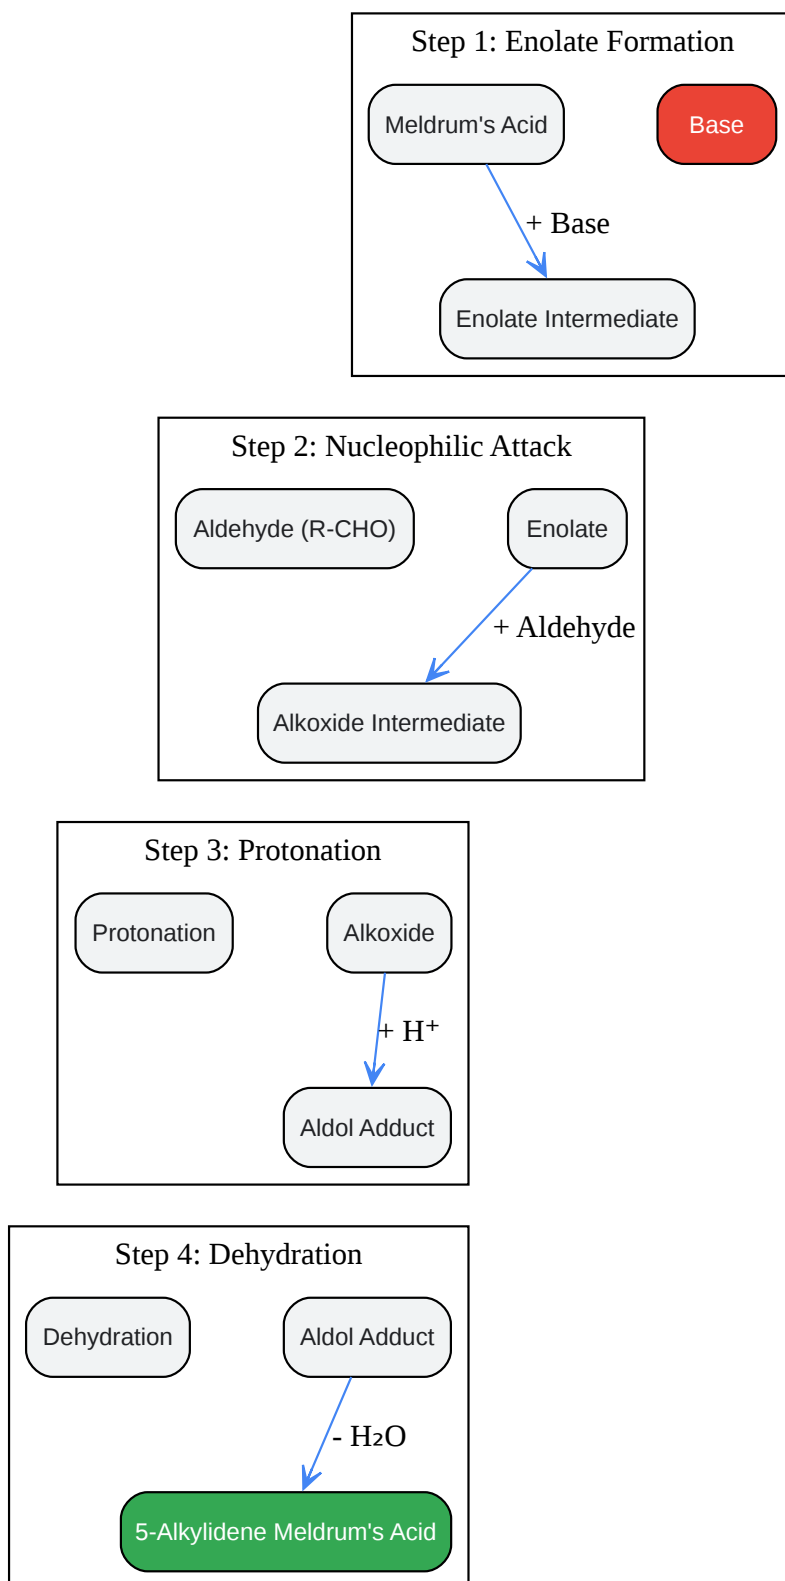 Step 1: Enolate Formation
Meldrum's Acid
Base
+ Base
Enolate Intermediate
Step 2: Nucleophilic Attack
Aldehyde (R-CHO)
Enolate
+ Aldehyde
Alkoxide Intermediate
Step 3: Protonation
Protonation
Alkoxide
+ H⁺
Aldol Adduct
Step 4: Dehydration
Dehydration
Aldol Adduct
- H₂O
5-Alkylidene Meldrum's Acid